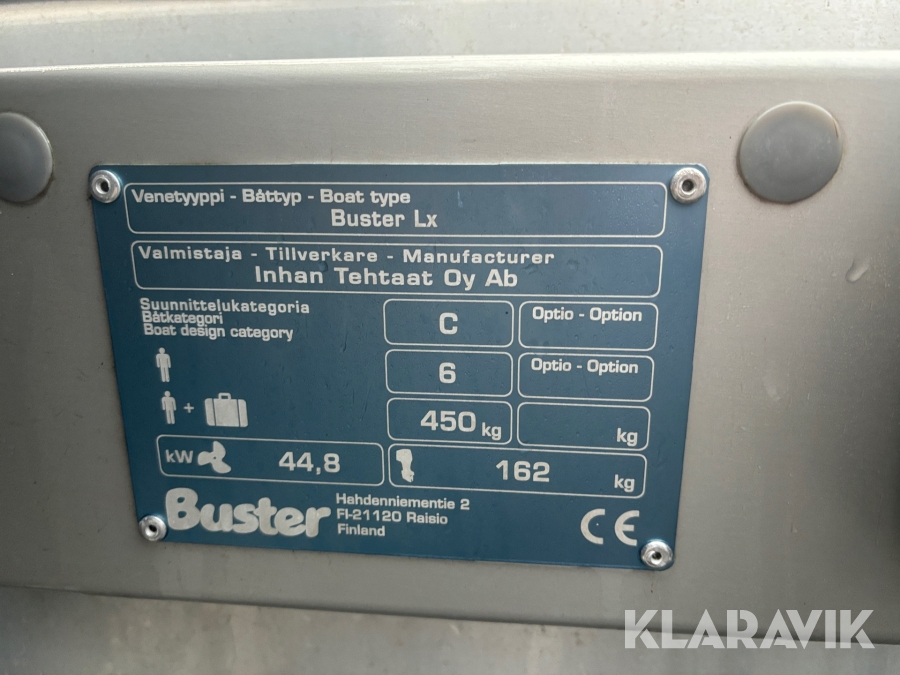 Venetyyppi - Båttyp - Boat type
Buster Lx
Valmistaja - Tillverkare - Manufacturer
Inhan Tehtaat Oy Ab
Suunnittelukategoria
Båtkategori
Boat design category
C
Optio - Option
6
Optio - Option
+
450 kg
kg
kW
44,8
162 kg
Buster
Hahdenniementie 2
FI-21120 Raisio
Finland
CE
KLARAVIK